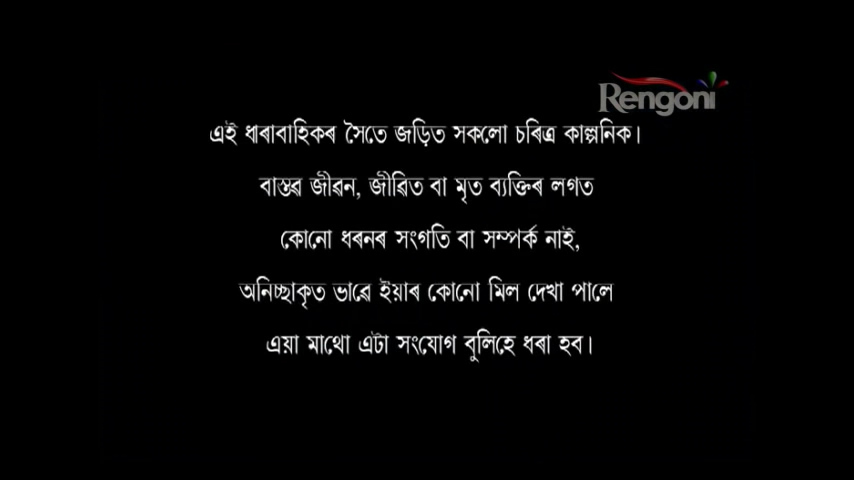 Rengoni
এই ধাৰাবাহিকৰ সৈতে জড়িত সকলো চৰিত্ৰ কাল্পনিক।
বাস্তৱ জীৱন, জীৱিত বা মৃত ব্যক্তিৰ লগত
কোনো ধৰনৰ সংগতি বা সম্পৰ্ক নাই,
অনিচ্ছাকৃত ভাৱে ইয়াৰ কোনো মিল দেখা পালে
এয়া মাথো এটা সংযোগ বুলিহে ধৰা হব।